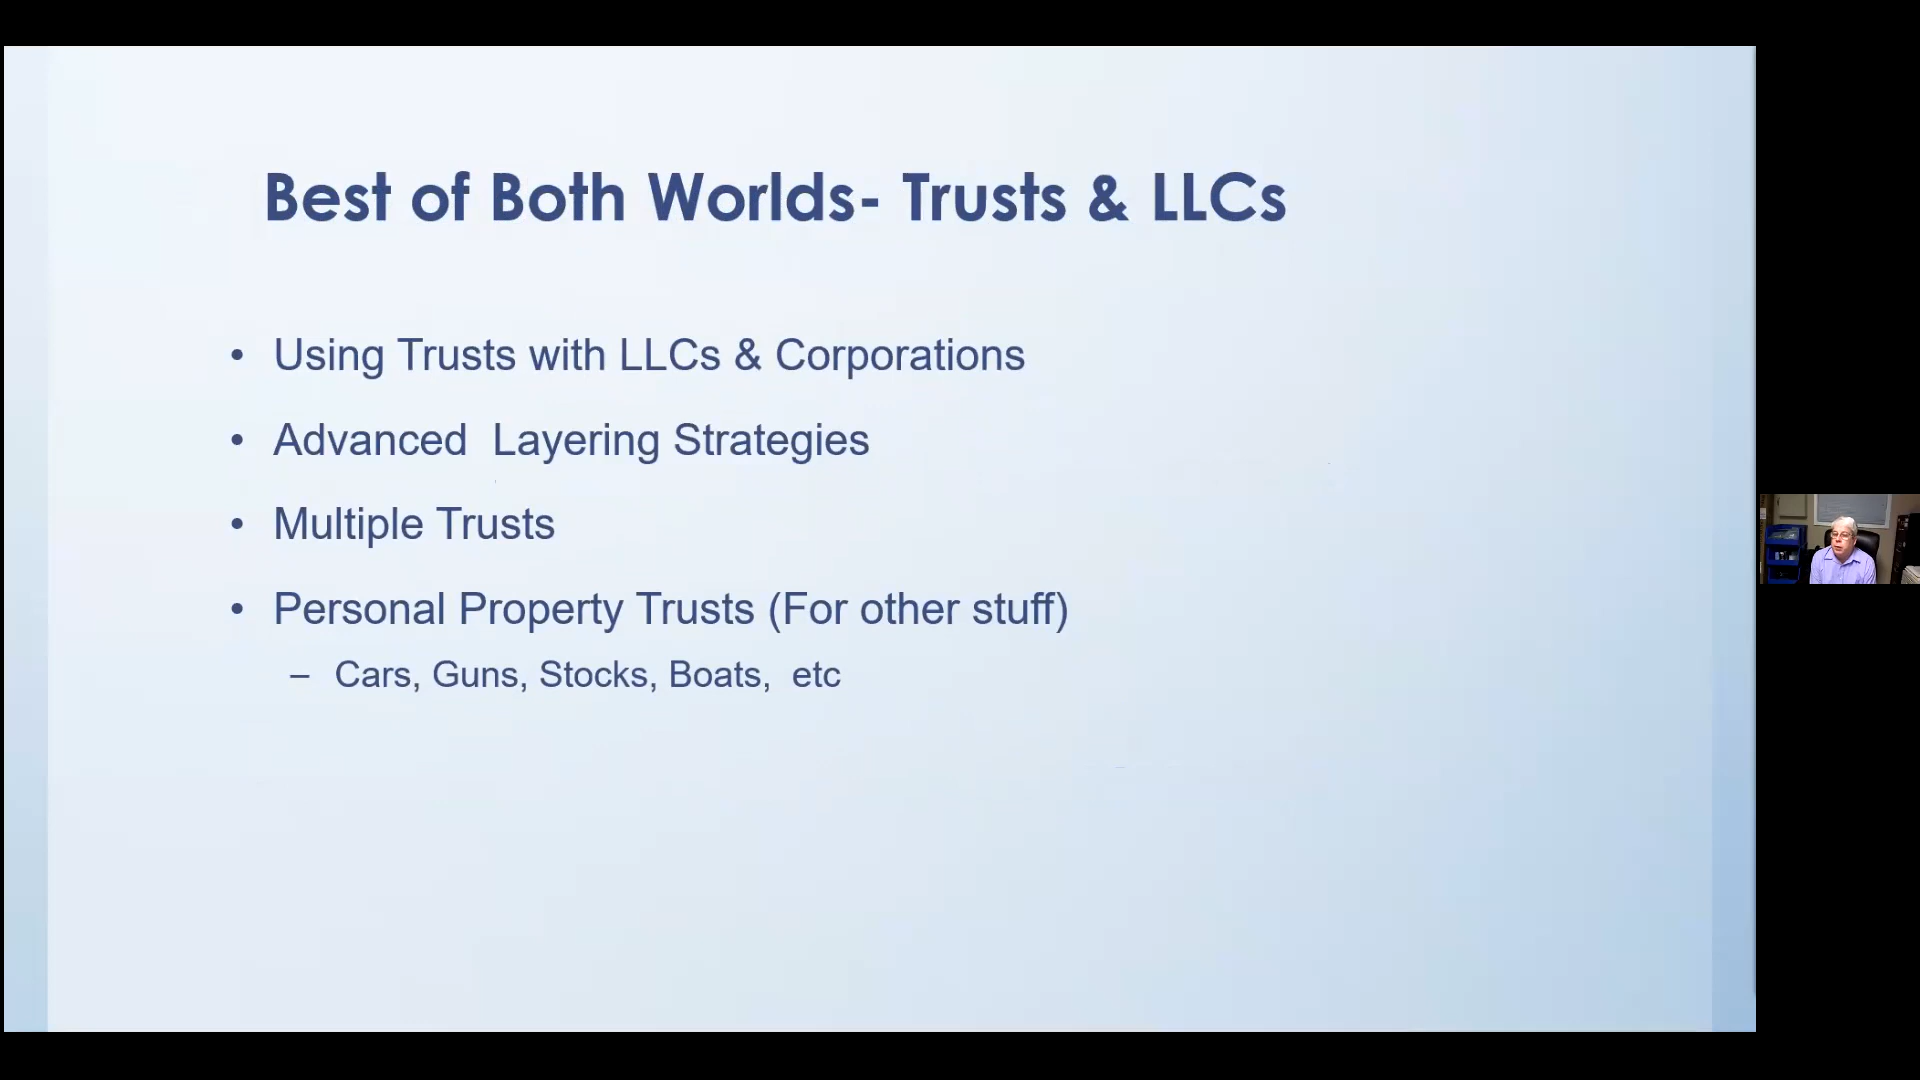 Best of Both Worlds- Trusts & LLCs
• Using Trusts with LLCs & Corporations
• Advanced  Layering Strategies
• Multiple Trusts
• Personal Property Trusts (For other stuff)
– Cars, Guns, Stocks, Boats,  etc